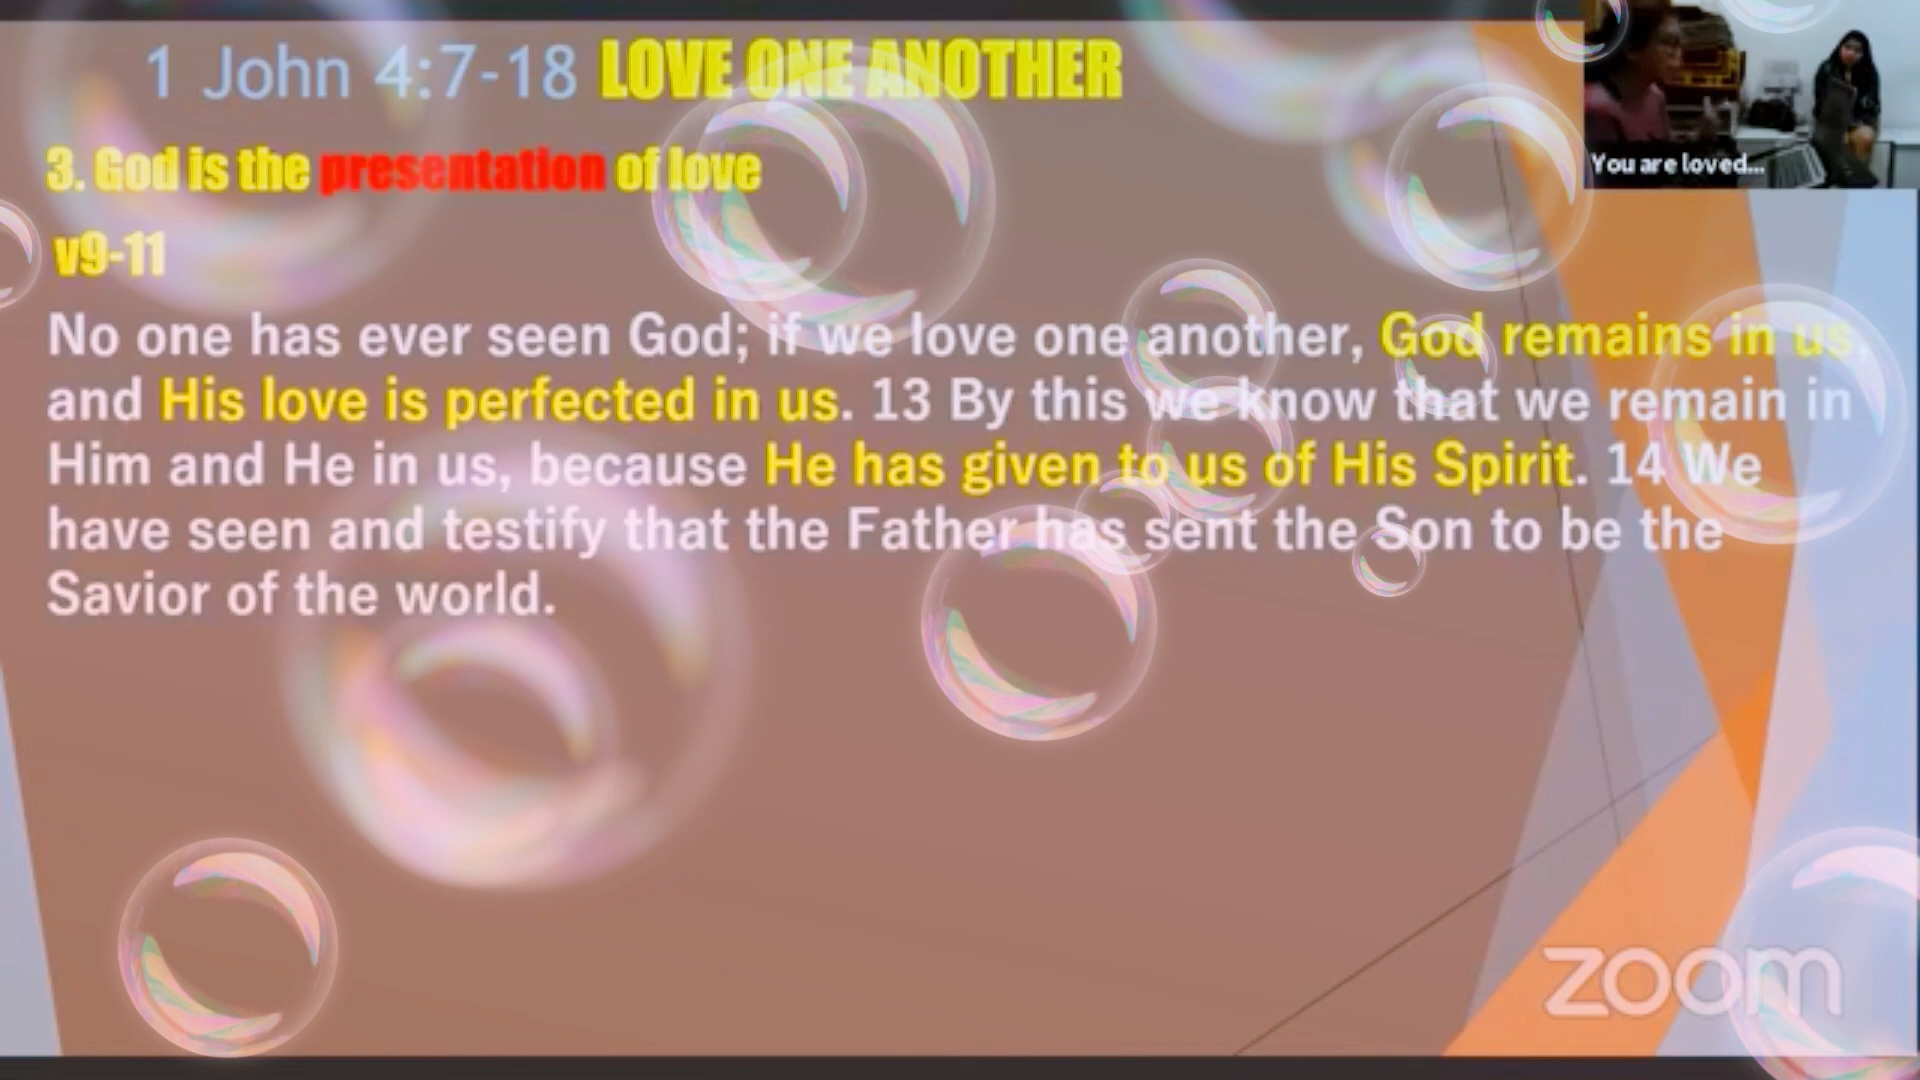 1 John 4:7-18 LOVE ONE ANOTHER
You are loved...
3. God is the presentation of love
v9-11
No one has ever seen God; if we love one another, God remains in us,
and His love is perfected in us. 13 By this we know that we remain in
Him and He in us, because He has given to us of His Spirit. 14 We
have seen and testify that the Father has sent the Son to be the
Savior of the world.
zoom